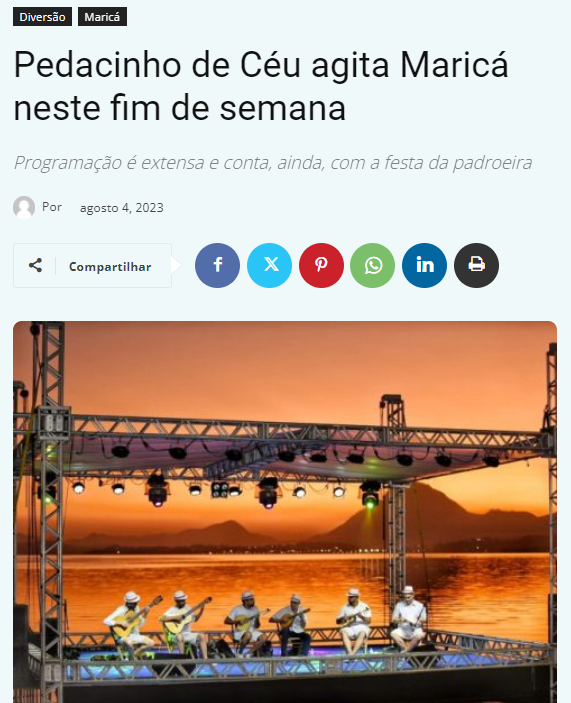 Diversão Maricá
Pedacinho de Céu agita Maricá
neste fim de semana
Programação é extensa e conta, ainda, com a festa da padroeira
Por agosto 4, 2023
Compartilhar